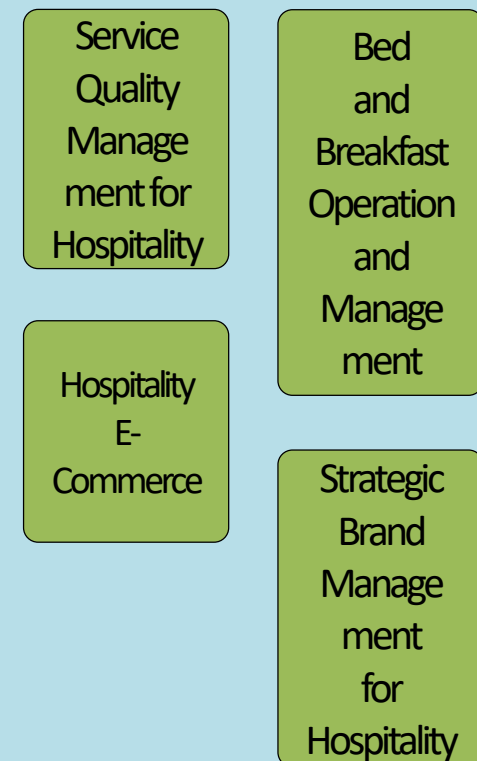 Service
Quality
Manage
ment for
Hospitality
Bed
and
Breakfast
Operation
and
Manage
ment
Hospitality
E-
Commerce
Strategic
Brand
Manage
ment
for
Hospitality